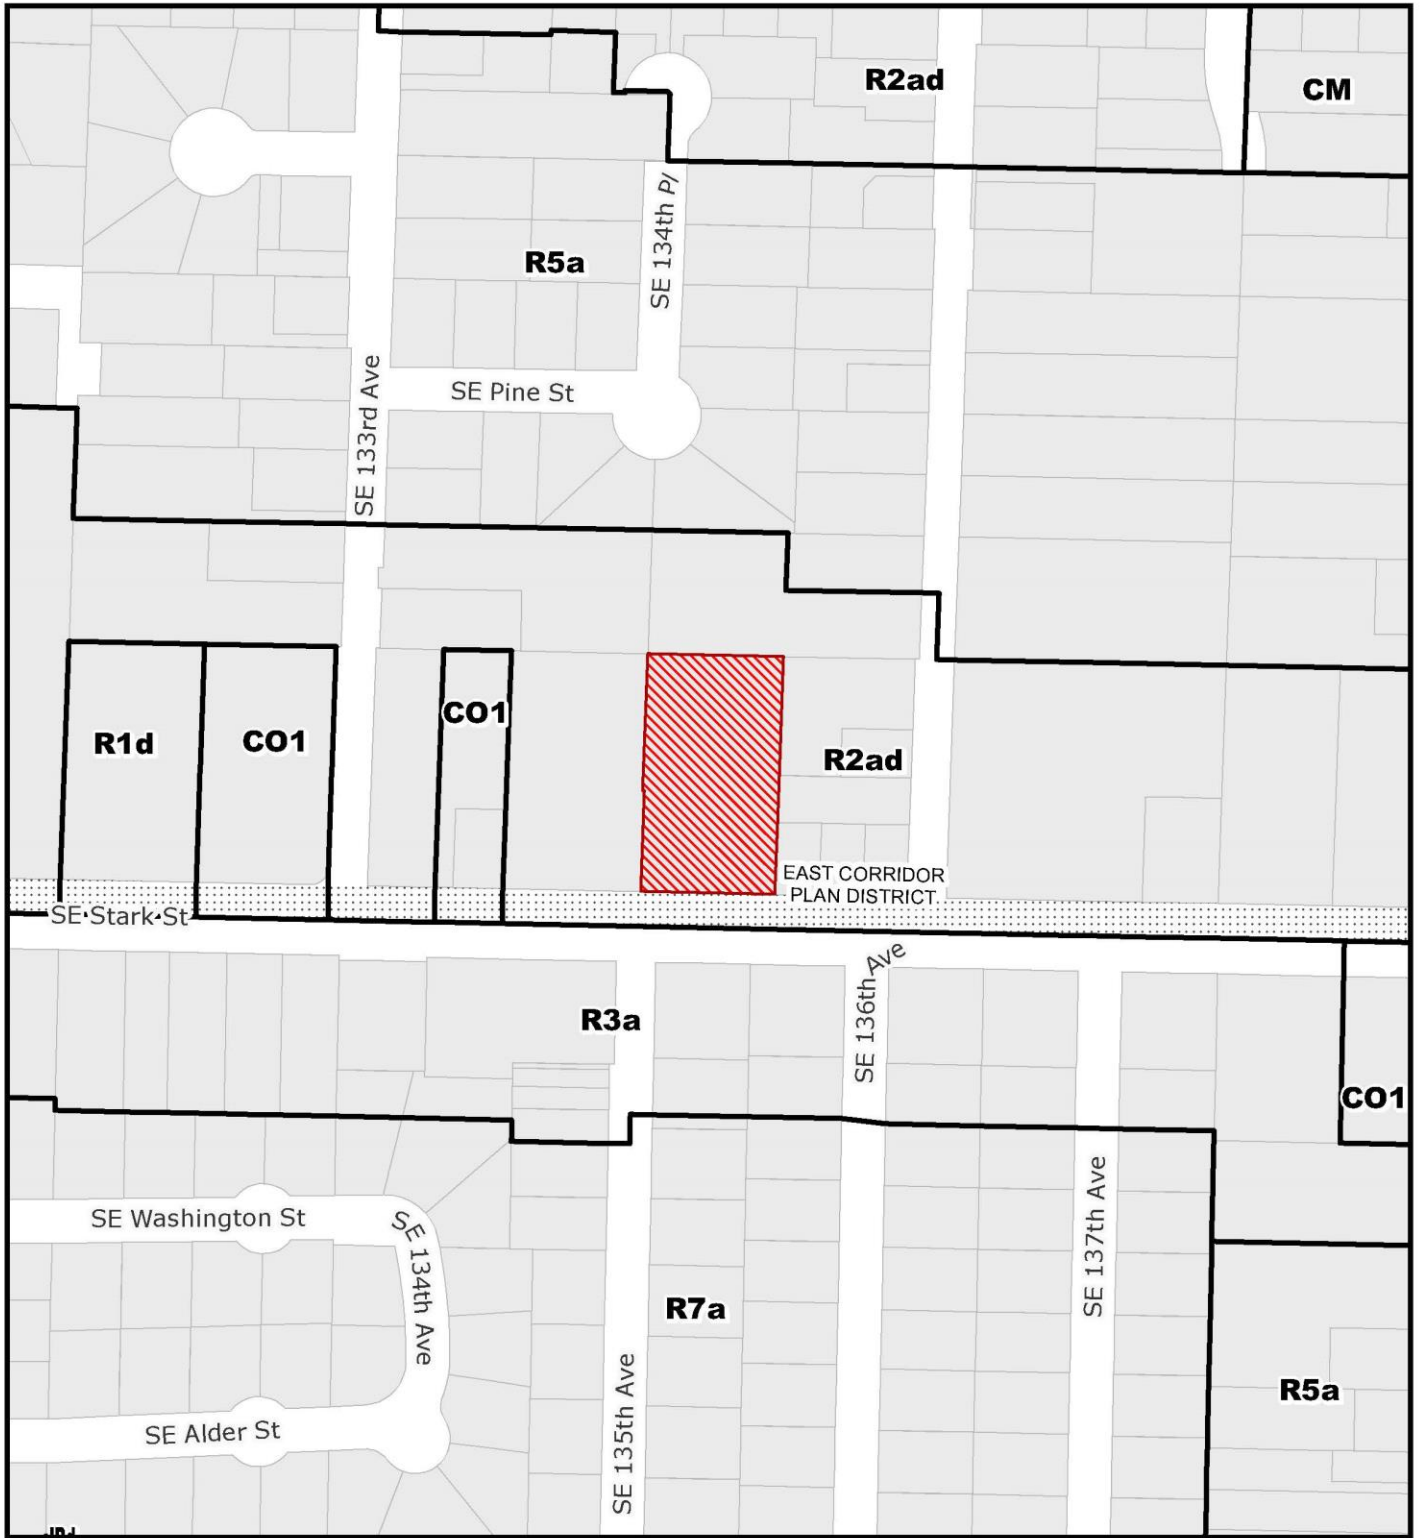 R2ad
CM
SE 134th Pl
R5a
SE 133rd Ave
SE Pine St
CO1
R1d
CO1
R2ad
EAST CORRIDOR
PLAN DISTRICT
SE Stark St
SE 136th Ave
R3a
CO1
SE 137th Ave
SE Washington St
SE 134th Ave
R7a
SE 135th Ave
R5a
SE Alder St